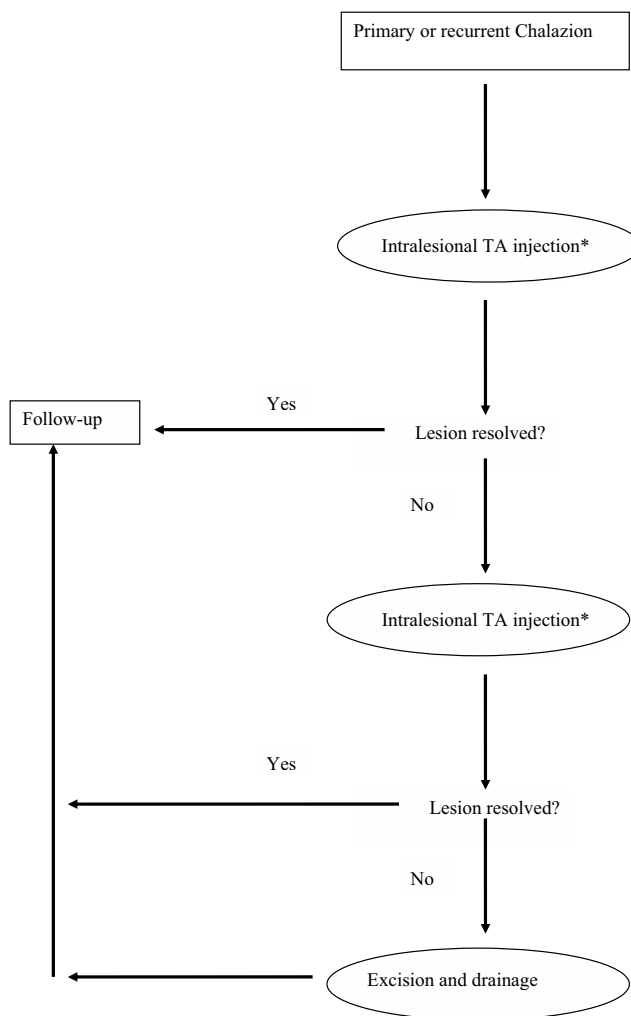 Primary or recurrent Chalazion
Intralesional TA injection*
Yes
Follow-up
Lesion resolved?
No
Intralesional TA injection*
Yes
Lesion resolved?
No
Excision and drainage